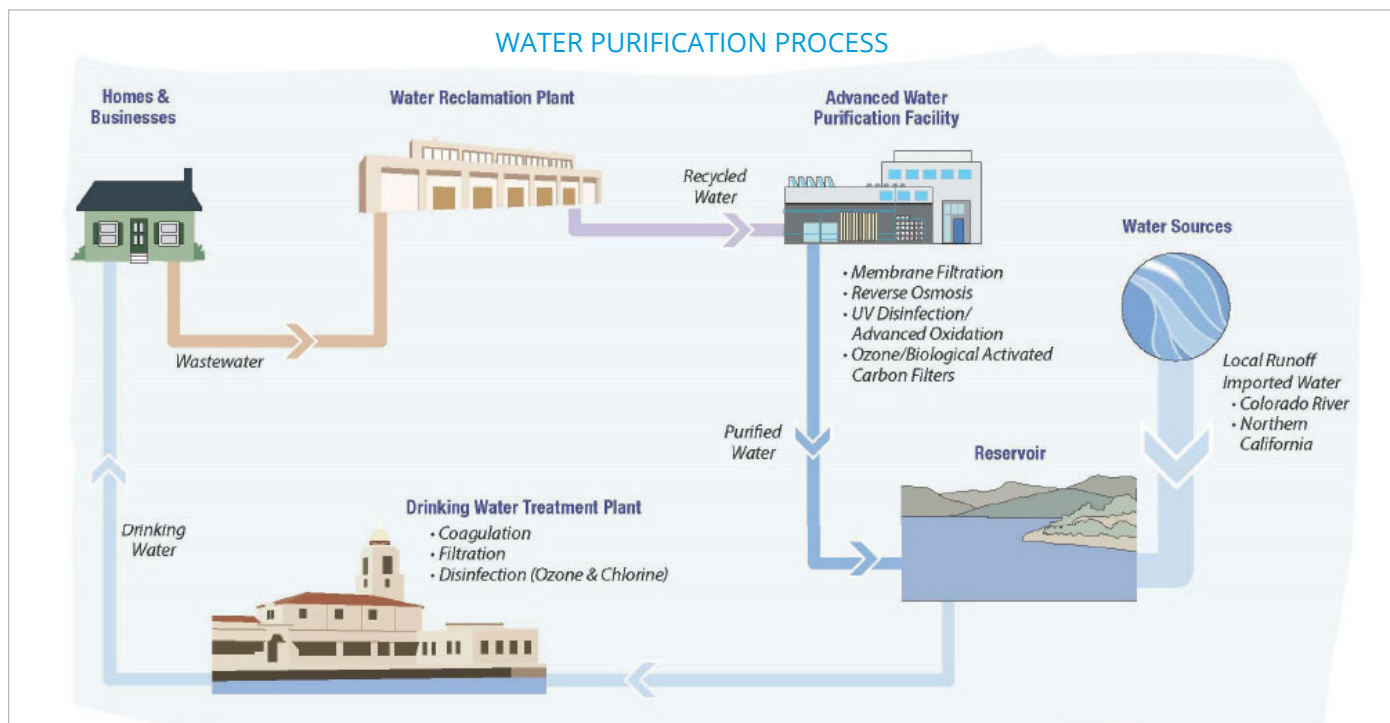 WATER PURIFICATION PROCESS
Homes &
Businesses
Water Reclamation Plant
Advanced Water
Purification Facility
Recycled
Water
Water Sources
• Membrane Filtration
• Reverse Osmosis
• UV Disinfection/
Advanced Oxidation
• Ozone/Biological Activated
Carbon Filters
Wastewater
Local Runoff
Imported Water
• Colorado River
• Northern
California
Purified
Water
Reservoir
Drinking Water Treatment Plant
• Coagulation
• Filtration
• Disinfection (Ozone & Chlorine)
Drinking
Water